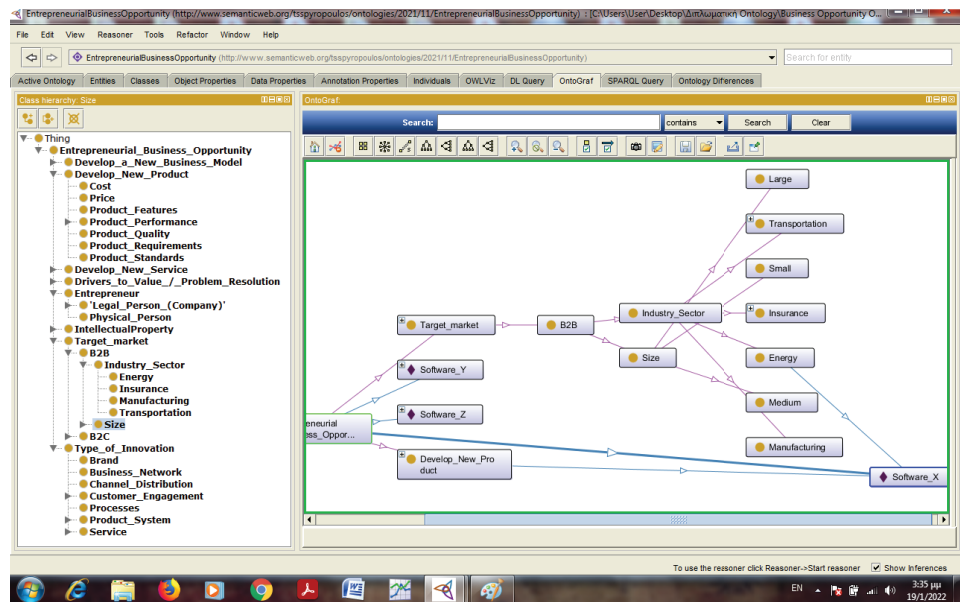 EntrepreneurialBusinessOpportunity (http://www.semanticweb.org/tsspyropoulos/ontologies/2021/11/EntrepreneurialBusinessOpportunity) : [C:\Users\User\Desktop\Διπλωματική Ontology\Business Opportunity O...
File Edit View Reasoner Tools Refactor Window Help
EntrepreneurialBusinessOpportunity (http://www.semanticweb.org/tsspyropoulos/ontologies/2021/11/EntrepreneurialBusinessOpportunity) Search for entity
Active Ontology Entities Classes Object Properties Data Properties Annotation Properties Individuals OWLViz DL Query OntoGraf SPARQL Query Ontology Differences
Class hierarchy: Size
Thing
Entrepreneurial_Business_Opportunity
Develop_a_New_Business_Model
Develop_New_Product
Cost
Price
Product_Features
Product_Performance
Product_Quality
Product_Requirements
Product_Standards
Develop_New_Service
Drivers_to_Value_/_Problem_Resolution
Entrepreneur
'Legal_Person_(Company)'
Physical_Person
IntellectualProperty
Target_market
B2B
Industry_Sector
Energy
Insurance
Manufacturing
Transportation
Size
B2C
Type_of_Innovation
Brand
Business_Network
Channel_Distribution
Customer_Engagement
Processes
Product_System
Service
OntoGraf:
Search: contains Search Clear
Large
Transportation
Small
Industry_Sector
Insurance
Target_market
B2B
Size
Energy
Software_Y
Medium
Software_Z
eneurial
ess_Oppor...
Manufacturing
Develop_New_Pro
duct
Software_X
To use the reasoner click Reasoner->Start reasoner Show Inferences
EN 3:35 μμ
19/1/2022